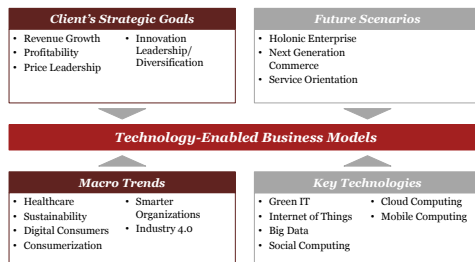 Client's Strategic Goals
• Revenue Growth
• Profitability
• Price Leadership
• Innovation
Leadership/
Diversification
Future Scenarios
• Holonic Enterprise
• Next Generation
Commerce
• Service Orientation
Technology-Enabled Business Models
Macro Trends
• Healthcare
• Sustainability
• Digital Consumers
• Consumerization
• Smarter
Organizations
• Industry 4.0
Key Technologies
• Green IT
• Internet of Things
• Big Data
• Social Computing
• Cloud Computing
• Mobile Computing